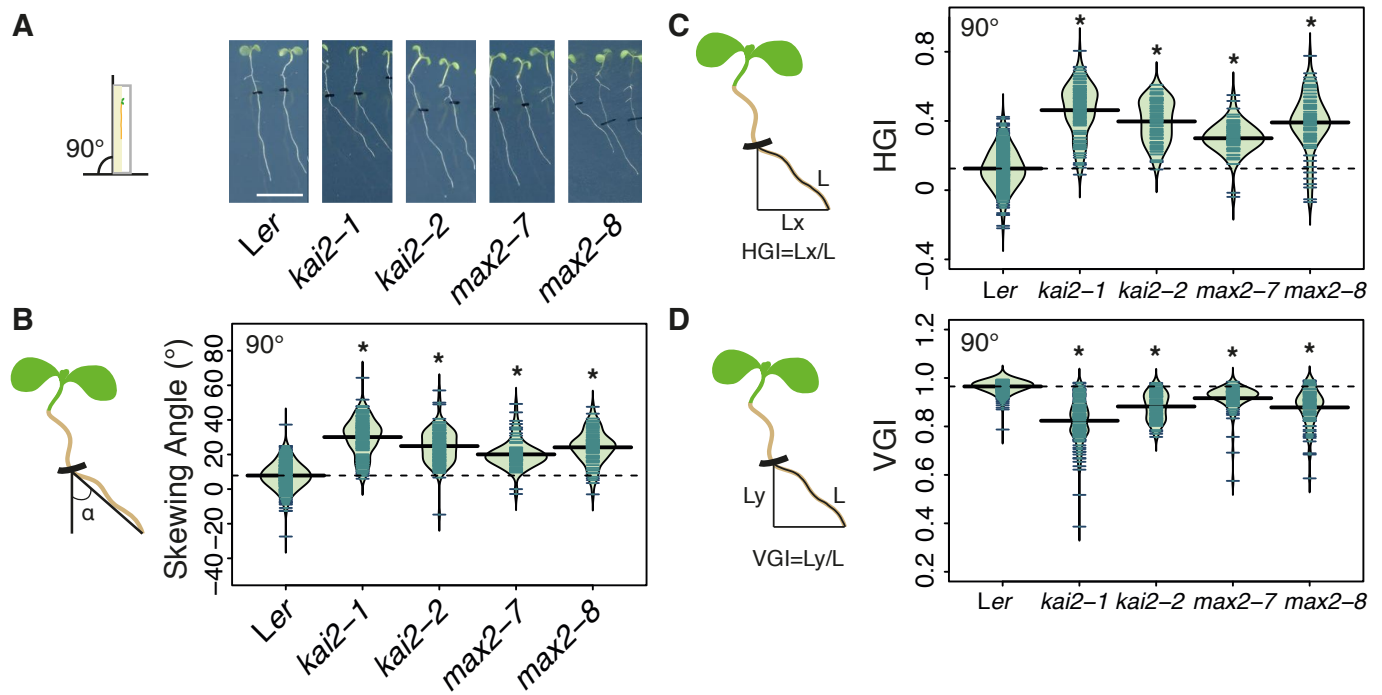 A
90°
Ler
kai2-1
kai2-2
max2-7
max2-8
B
α
Skewing Angle (°)
90°
80
60
40
20
0
-20
-40
* * * *
Ler
kai2-1
kai2-2
max2-7
max2-8
C
L
Lx
HGI=Lx/L
HGI
90°
0.8
0.4
0
-0.4
* * * *
Ler kai2-1 kai2-2 max2-7 max2-8
D
Ly L
VGI=Ly/L
VGI
90°
1.2
1.0
0.8
0.6
0.4
0.2
* * * *
Ler kai2-1 kai2-2 max2-7 max2-8